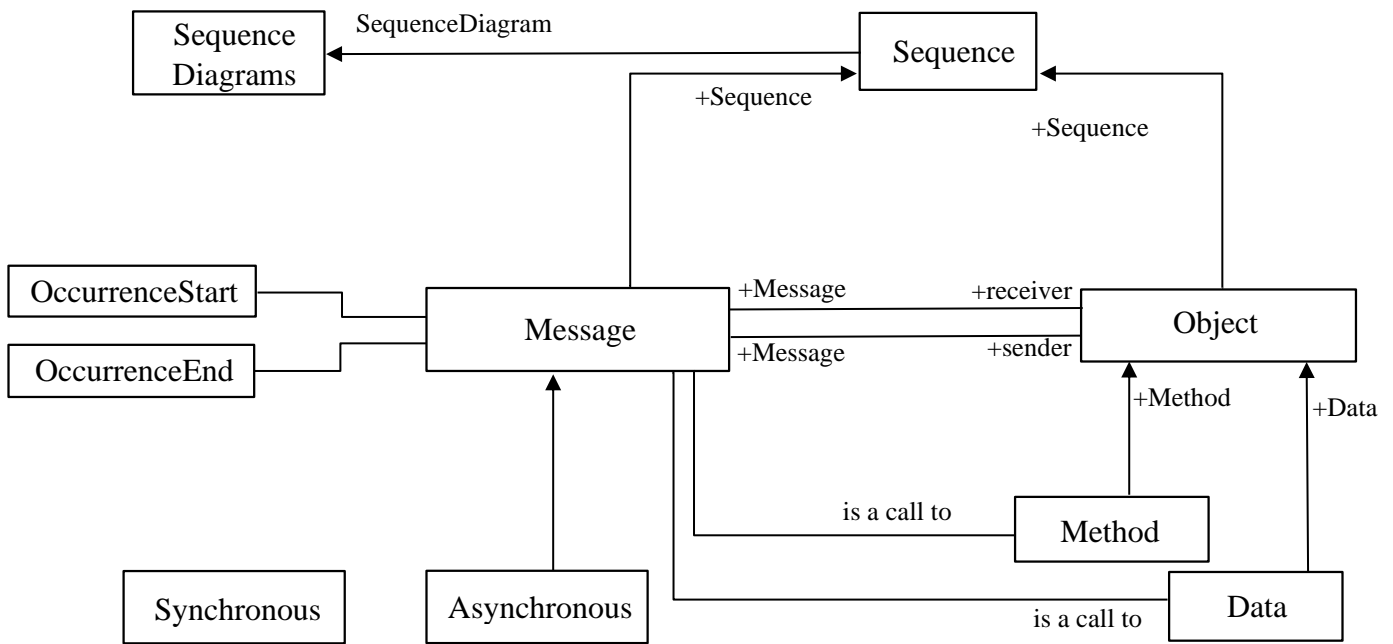 Sequence
Diagrams
SequenceDiagram
Sequence
+Sequence
+Sequence
OccurrenceStart
OccurrenceEnd
Message
+Message
+receiver
+Message
+sender
Object
+Method
+Data
is a call to
Method
Synchronous
Asynchronous
is a call to
Data